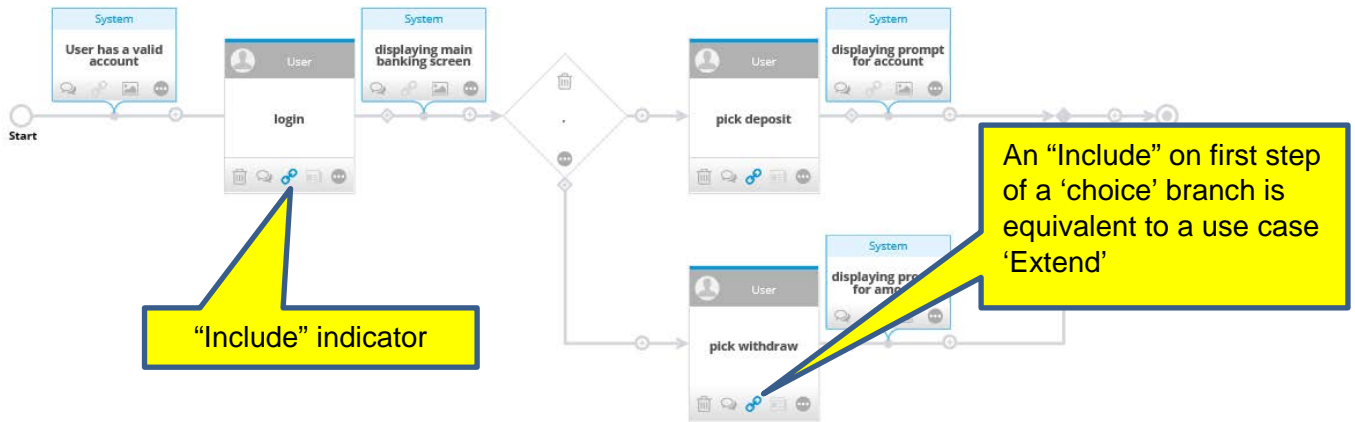 System
User has a valid
account
Start
User
login
System
displaying main
banking screen
.
User
pick deposit
System
displaying prompt
for account
“Include” indicator
An “Include” on first step
of a ‘choice’ branch is
equivalent to a use case
‘Extend’
User
pick withdraw
System
displaying
for